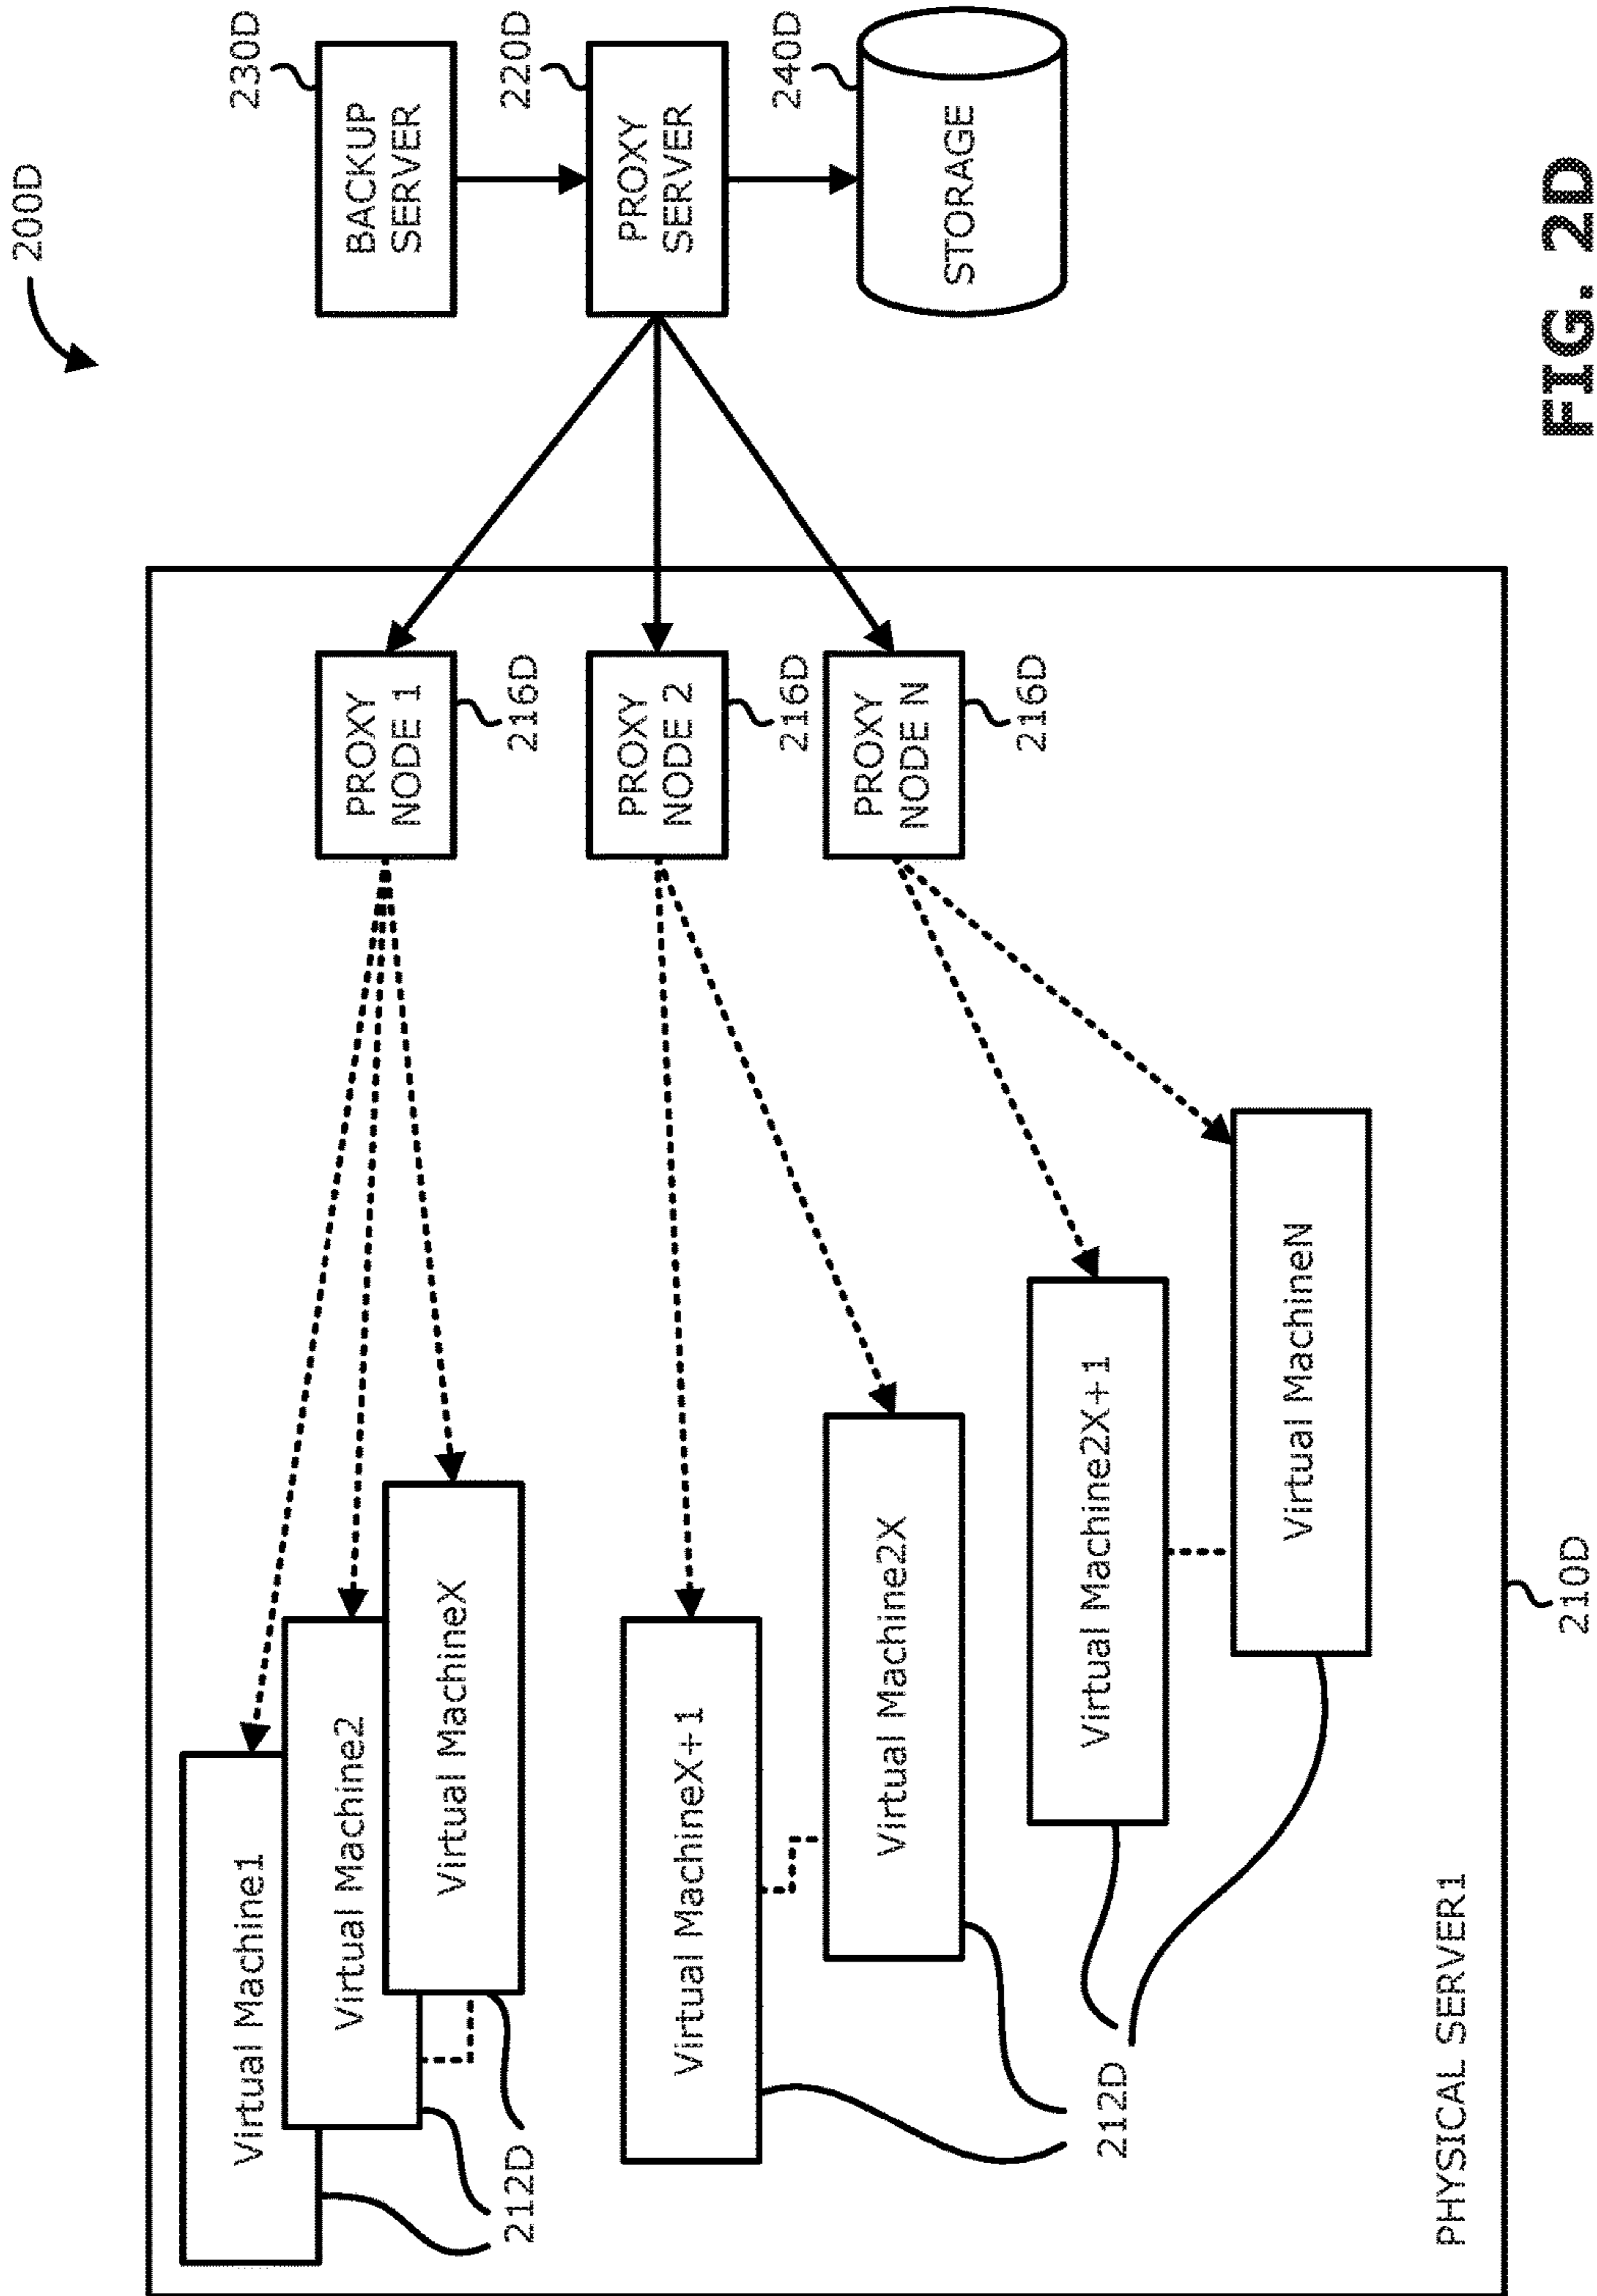 200D
BACKUP
SERVER
230D
PROXY
SERVER
220D
STORAGE
240D
PROXY
NODE 1
216D
PROXY
NODE 2
216D
PROXY
NODE N
216D
Virtual Machine1
Virtual Machine2
Virtual MachineX
212D
Virtual MachineX+1
Virtual Machine2X
Virtual Machine2X+1
Virtual MachineN
212D
PHYSICAL SERVER1
210D
FIG. 2D